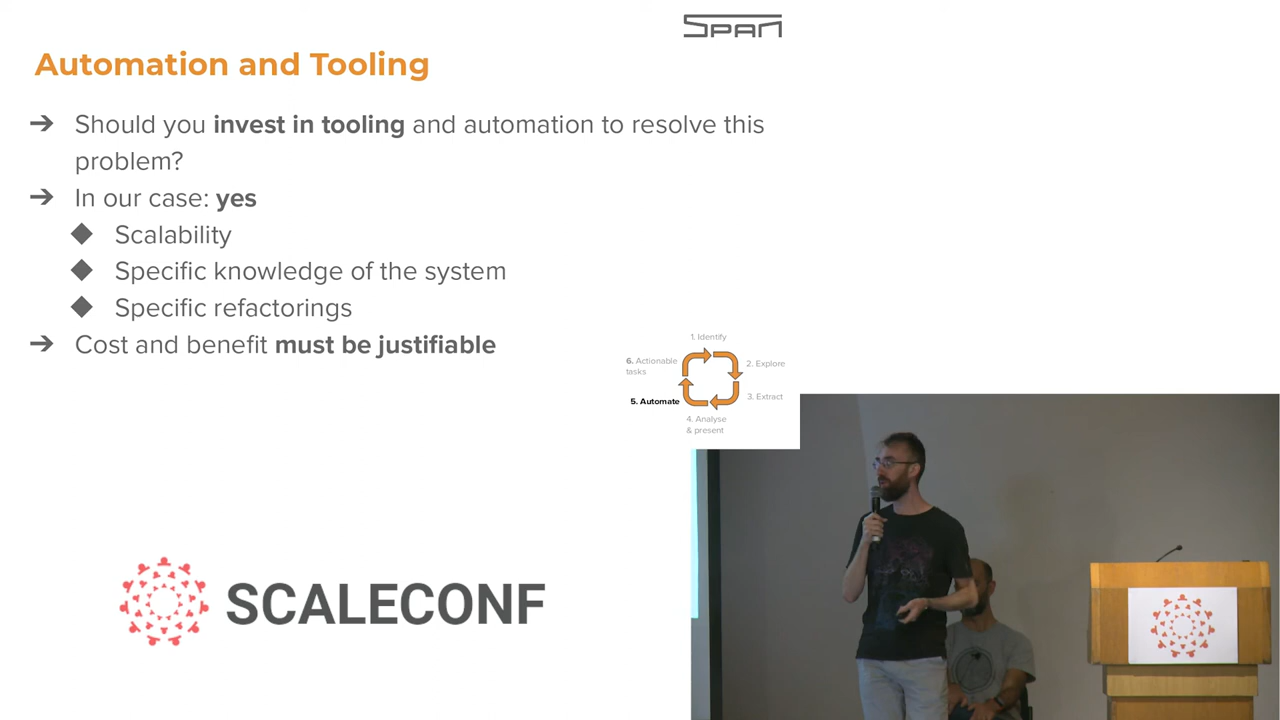 SPAN
Automation and Tooling
➔ Should you invest in tooling and automation to resolve this
problem?
➔ In our case: yes
◆ Scalability
◆ Specific knowledge of the system
◆ Specific refactorings
➔ Cost and benefit must be justifiable
1. Identify
2. Explore
3. Extract
4. Analyse
& present
5. Automate
6. Actionable
tasks
SCALECONF